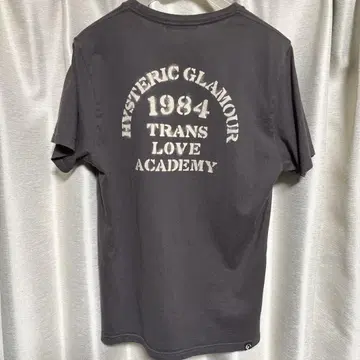 HYSTERIC GLAMOUR
1984
TRANS
LOVE
ACADEMY